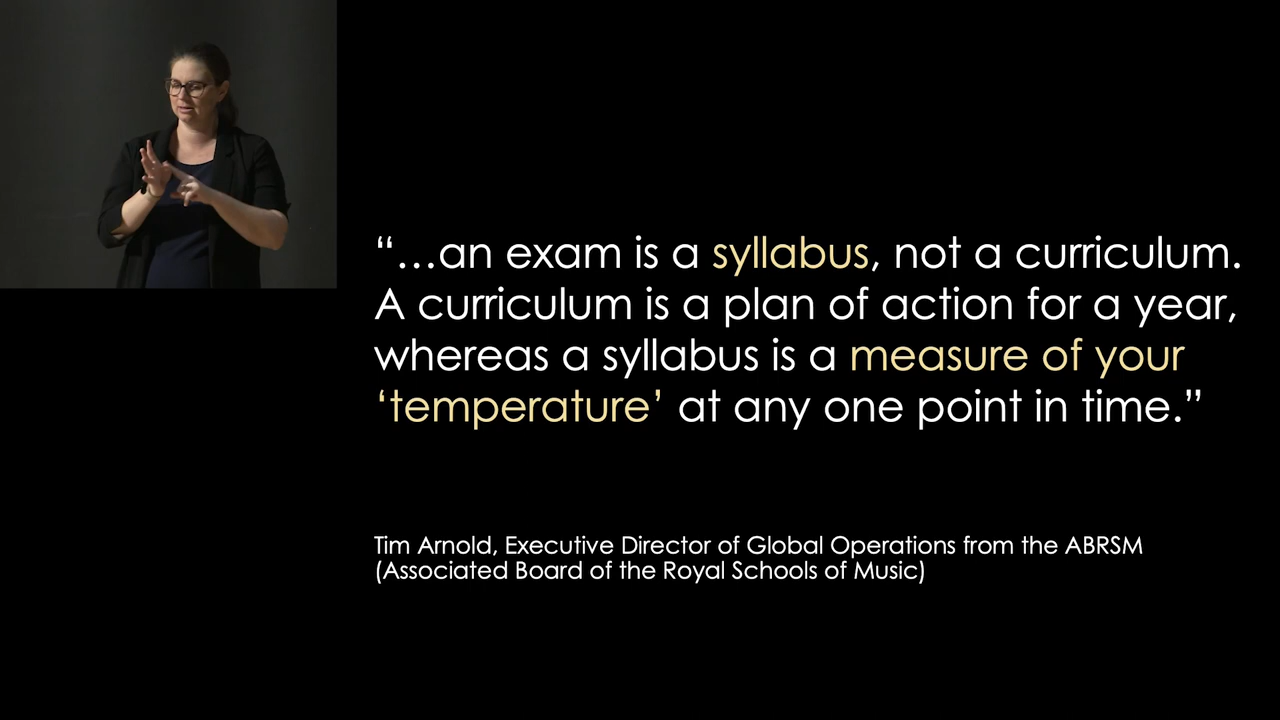 “…an exam is a syllabus, not a curriculum.
A curriculum is a plan of action for a year,
whereas a syllabus is a measure of your
‘temperature’ at any one point in time.”
Tim Arnold, Executive Director of Global Operations from the ABRSM
(Associated Board of the Royal Schools of Music)